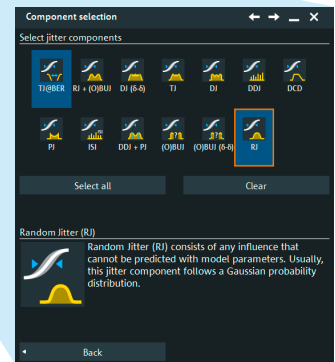 Component selection
Select jitter components
TJ@BER RJ + (O)BUJ DJ (δ-δ) TJ DJ DDJ DCD
PJ ISI DDJ + PJ (O)BUJ (O)BUJ (δ-δ) RJ
Select all Clear
Random Jitter (RJ)
Random Jitter (RJ) consists of any influence that
cannot be predicted with model parameters. Usually,
this jitter component follows a Gaussian probability
distribution.
Back